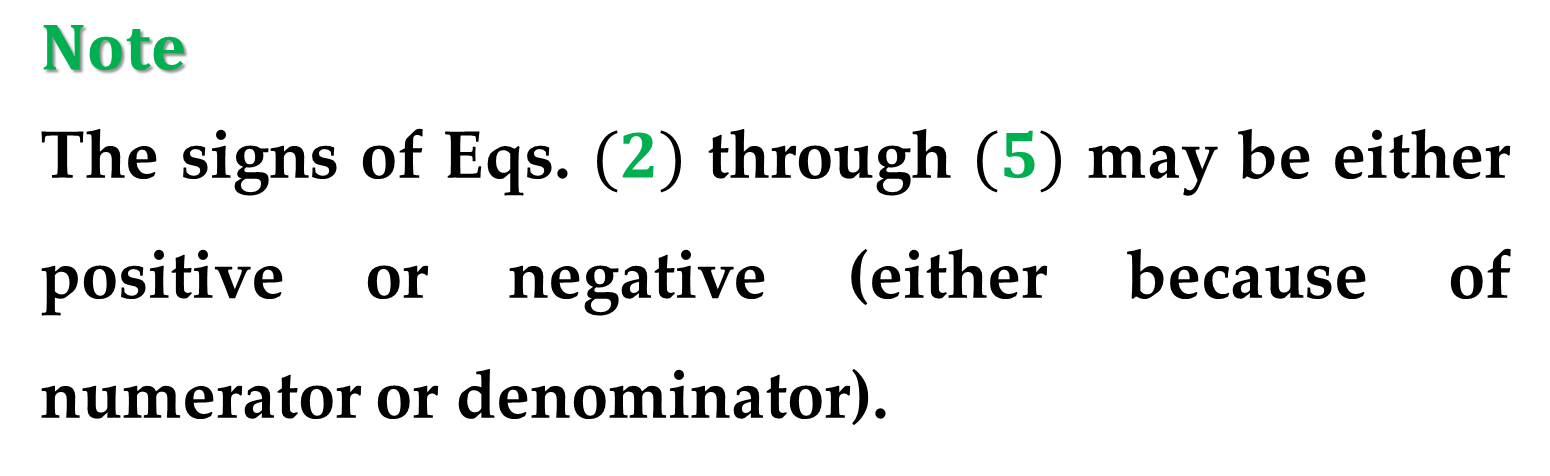 Note
The signs of Eqs. (2) through (5) may be either
positive or negative (either because of
numerator or denominator).